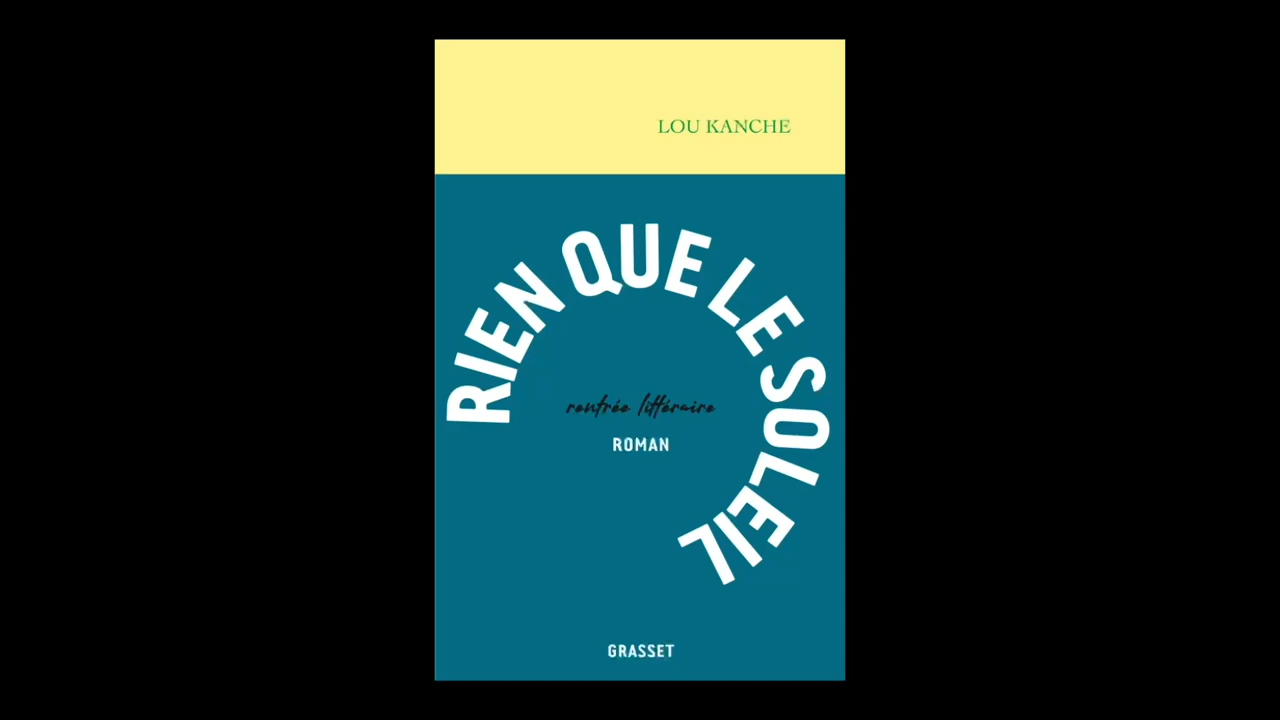 LOU KANCHE
RIEN QUE LE SOLEIL
rentrée littéraire
ROMAN
GRASSET